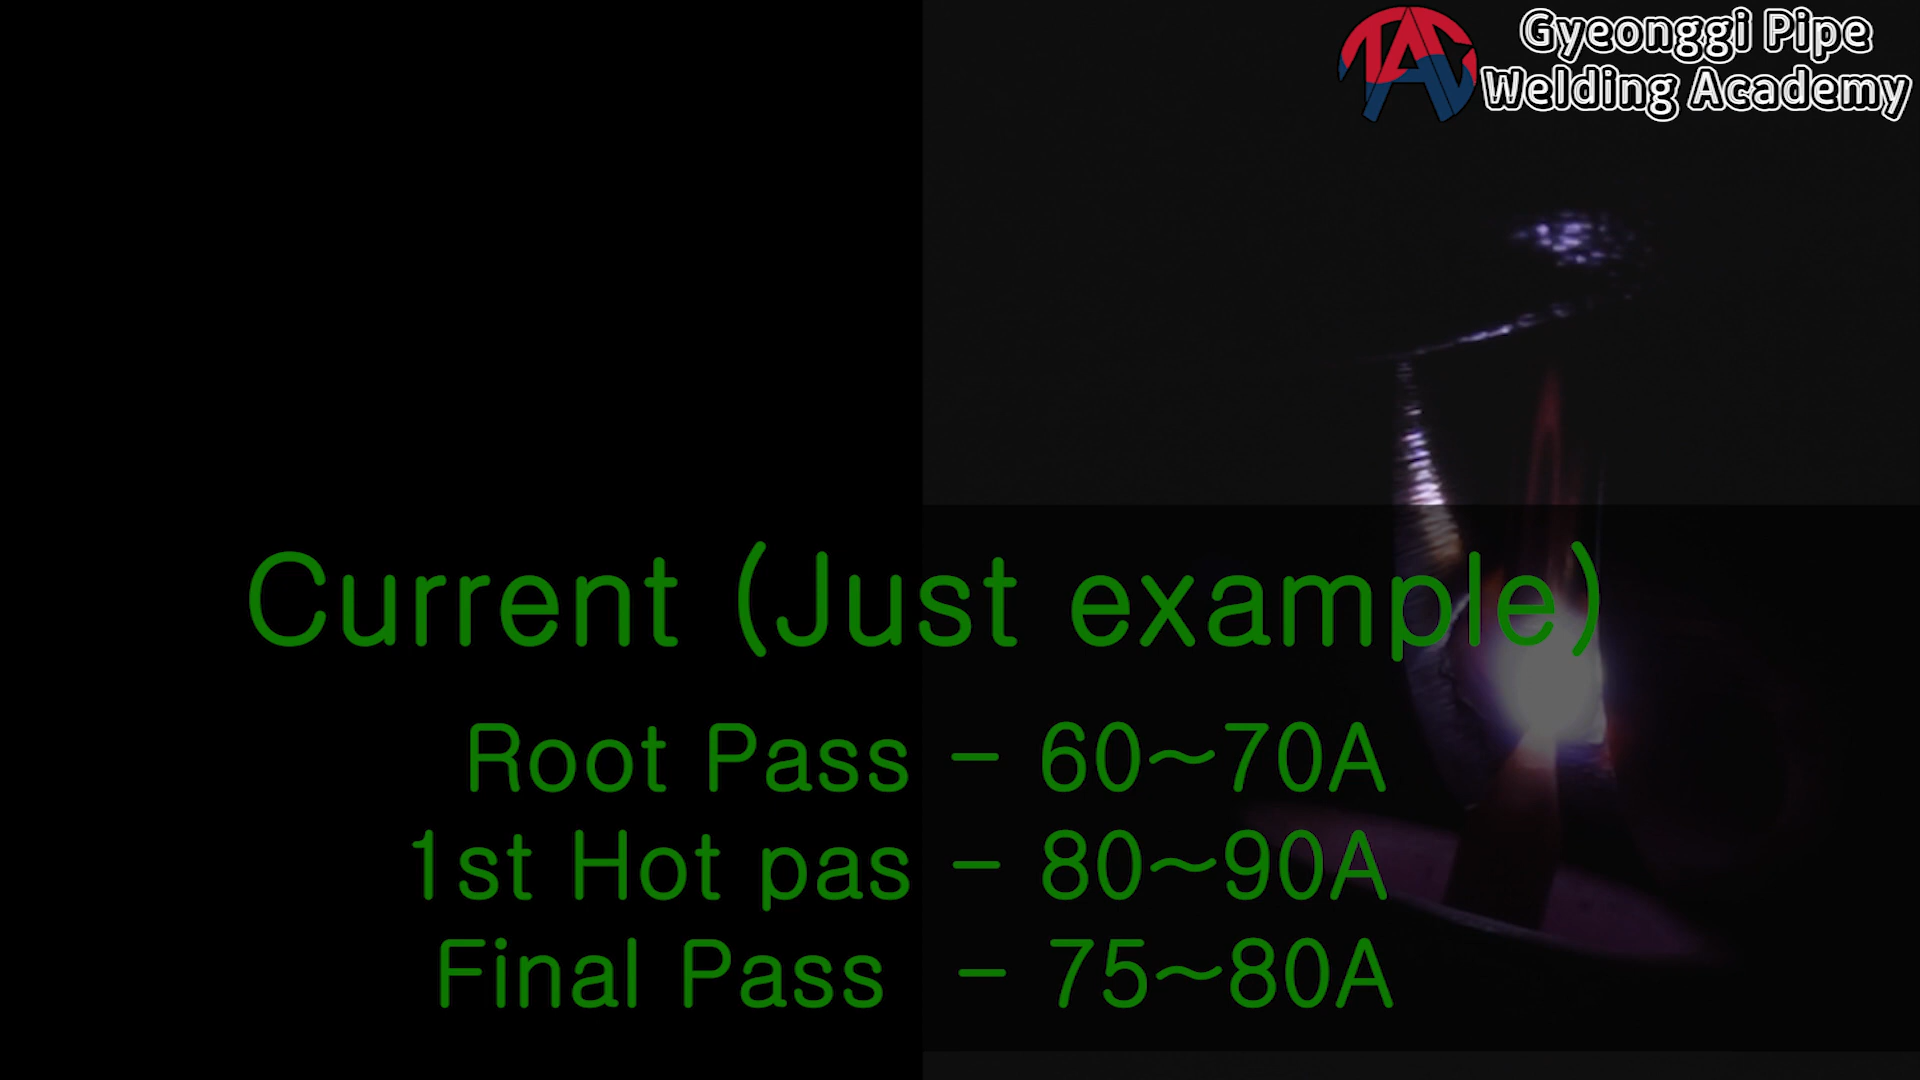 Gyeonggi Pipe
Welding Academy
Current (Just example)
Root Pass - 60~70A
1st Hot pas - 80~90A
Final Pass - 75~80A